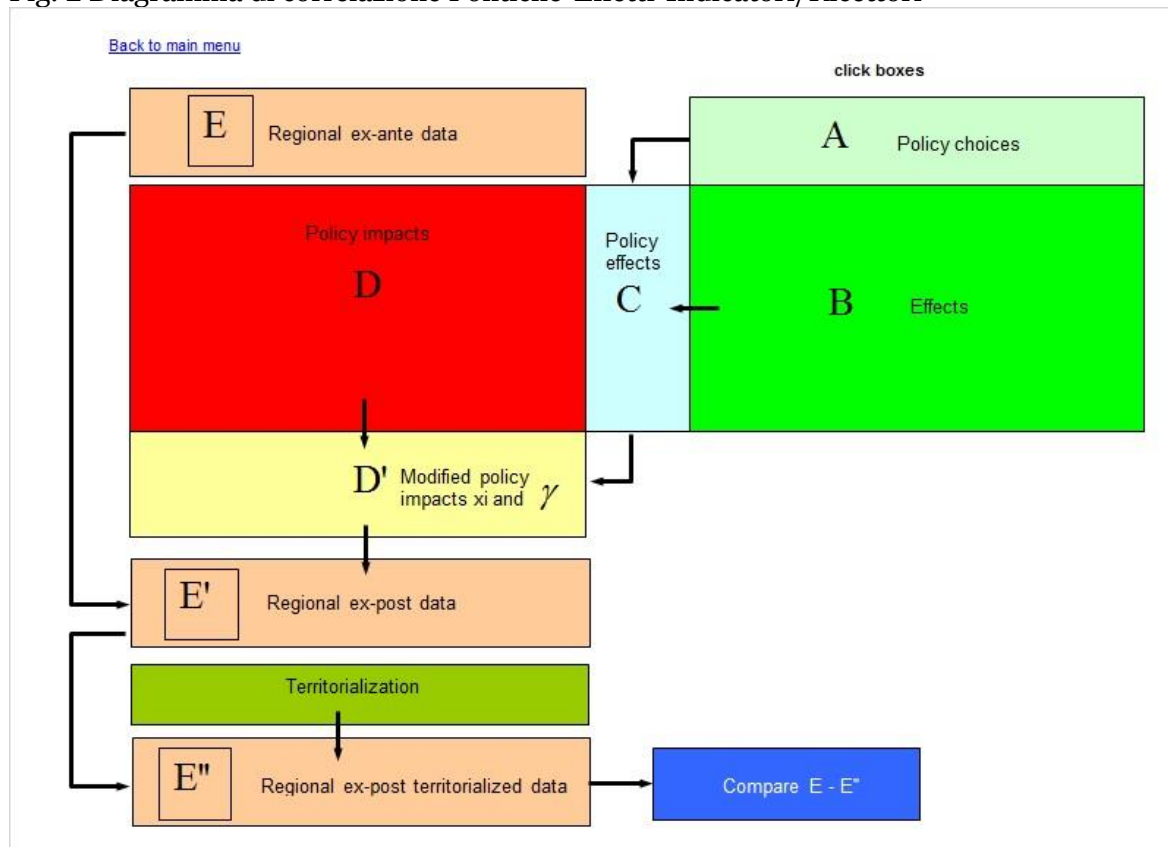 Back to main menu
click boxes
E Regional ex-ante data
A Policy choices
Policy impacts
D
Policy
effects
C
B Effects
D' Modified policy
impacts xi and γ
E' Regional ex-post data
Territorialization
E" Regional ex-post territorialized data
Compare E - E"